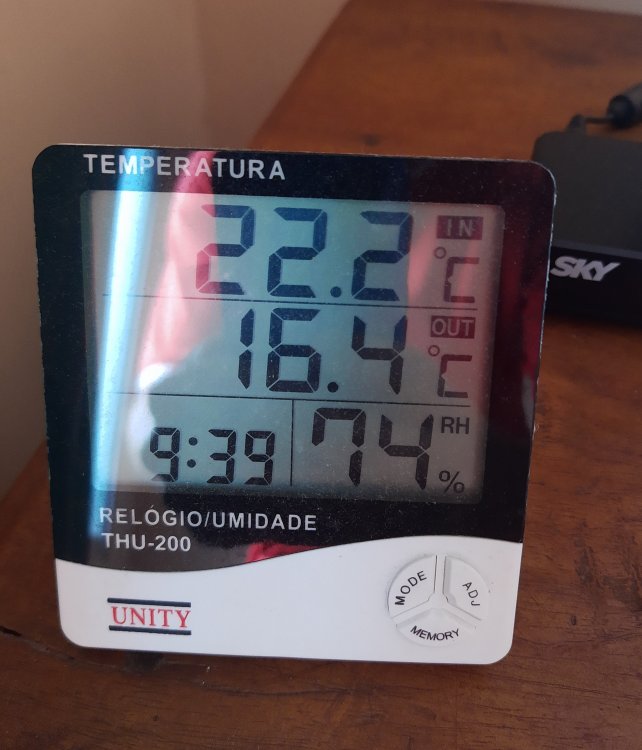 TEMPERATURA
22.2 IN °C
SKY
16.4 OUT °C
9:39 74 RH %
RELÓGIO/UMIDADE
THU-200
UNITY
MODE
ADJ
MEMORY